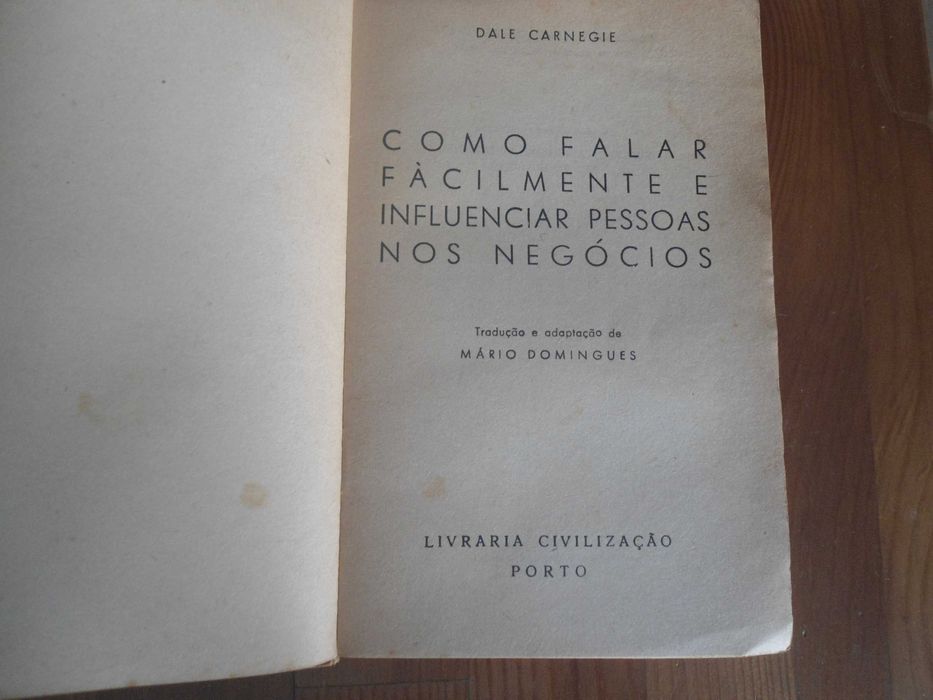 DALE CARNEGIE
COMO FALAR
FÀCILMENTE E
INFLUENCIAR PESSOAS
NOS NEGÓCIOS
Tradução e adaptação de
MÁRIO DOMINGUES
LIVRARIA CIVILIZAÇÃO
PORTO